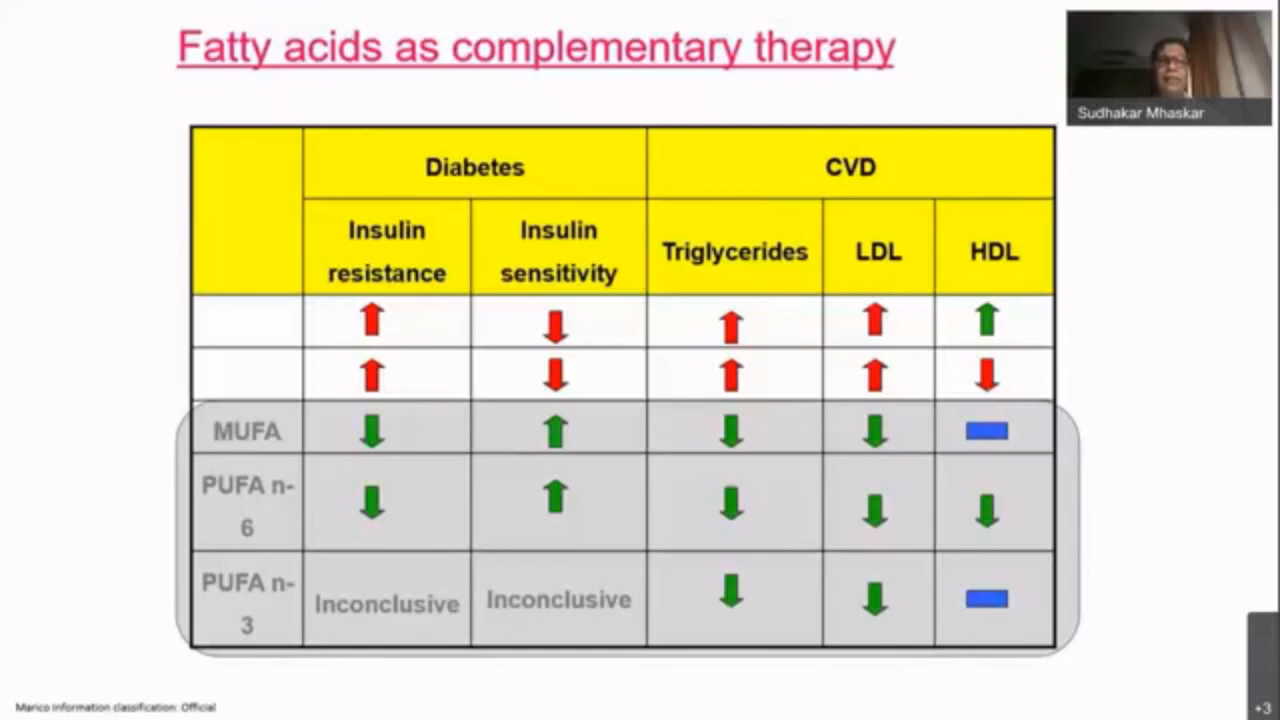 Fatty acids as complementary therapy
Sudhakar Mhaskar
Diabetes
CVD
Insulin
resistance
Insulin
sensitivity
Triglycerides
LDL
HDL
MUFA
PUFA n-
6
PUFA n-
3
Inconclusive
Inconclusive
Marico Information classification: Official
+3